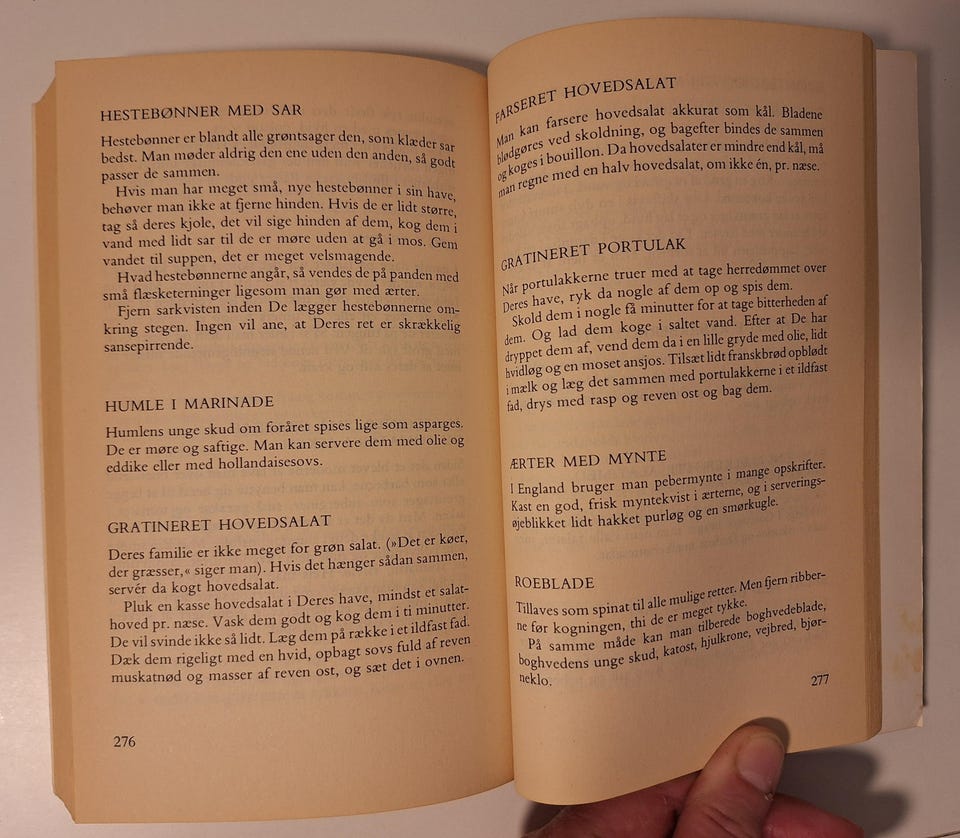 HESTEBØNNER MED SAR
Hestebønner er blandt alle grøntsager den, som klæder sar
bedst. Man møder aldrig den ene uden den anden, så godt
passer de sammen.
Hvis man har meget små, nye hestebønner i sin have,
behøver man ikke at fjerne hinden. Hvis de er lidt større,
tag så deres kjole, det vil sige hinden af dem, kog dem i
vand med lidt sar til de er møre uden at gå i mos. Gem
vandet til suppen, det er meget velsmagende.
Hvad hestebønnerne angår, så vendes de på panden med
små flæsketerninger ligesom man gør med ærter.
Fjern sarkvisten inden De lægger hestebønnerne om-
kring stegen. Ingen vil ane, at Deres ret er skrækkelig
sansepirrende.
HUMLE I MARINADE
Humlens unge skud om foråret spises lige som asparges.
De er møre og saftige. Man kan servere dem med olie og
eddike eller med hollandaisesovs.
GRATINERET HOVEDSALAT
Deres familie er ikke meget for grøn salat. (»Det er køer,
der græsser,« siger man). Hvis det hænger sådan sammen,
servér da kogt hovedsalat.
Pluk en kasse hovedsalat i Deres have, mindst et salat-
hoved pr. næse. Vask dem godt og kog dem i ti minutter.
De vil svinde ikke så lidt. Læg dem på række i et ildfast fad.
Dæk dem rigeligt med en hvid, opbagt sovs fuld af reven
muskatnød og masser af reven ost, og sæt det i ovnen.
276
FARSERET HOVEDSALAT
Man kan farsere hovedsalat akkurat som kål. Bladene
blødgøres ved skoldning, og bagefter bindes de sammen
og koges i bouillon. Da hovedsalater er mindre end kål, må
man regne med en halv hovedsalat, om ikke én, pr. næse.
GRATINERET PORTULAK
Når portulakkerne truer med at tage herredømmet over
Deres have, ryk da nogle af dem op og spis dem.
Skold dem i nogle få minutter for at tage bitterheden af
dem. Og lad dem koge i saltet vand. Efter at De har
dryppet dem af, vend dem da i en lille gryde med olie, lidt
hvidløg og en moset ansjos. Tilsæt lidt franskbrød opblødt
i mælk og læg det sammen med portulakkerne i et ildfast
fad, drys med rasp og reven ost og bag dem.
ÆRTER MED MYNTE
I England bruger man pebermynte i mange opskrifter.
Kast en god, frisk myntekvist i ærterne, og i serverings-
øjeblikket lidt hakket purløg og en smørkugle.
ROEBLADE
Tillaves som spinat til alle mulige retter. Men fjern ribber-
ne før kogningen, thi de er meget tykke.
På samme måde kan man tilberede boghvedeblade,
boghvedens unge skud, katost, hjulkrone, vejbred, bjør-
neklo.
277